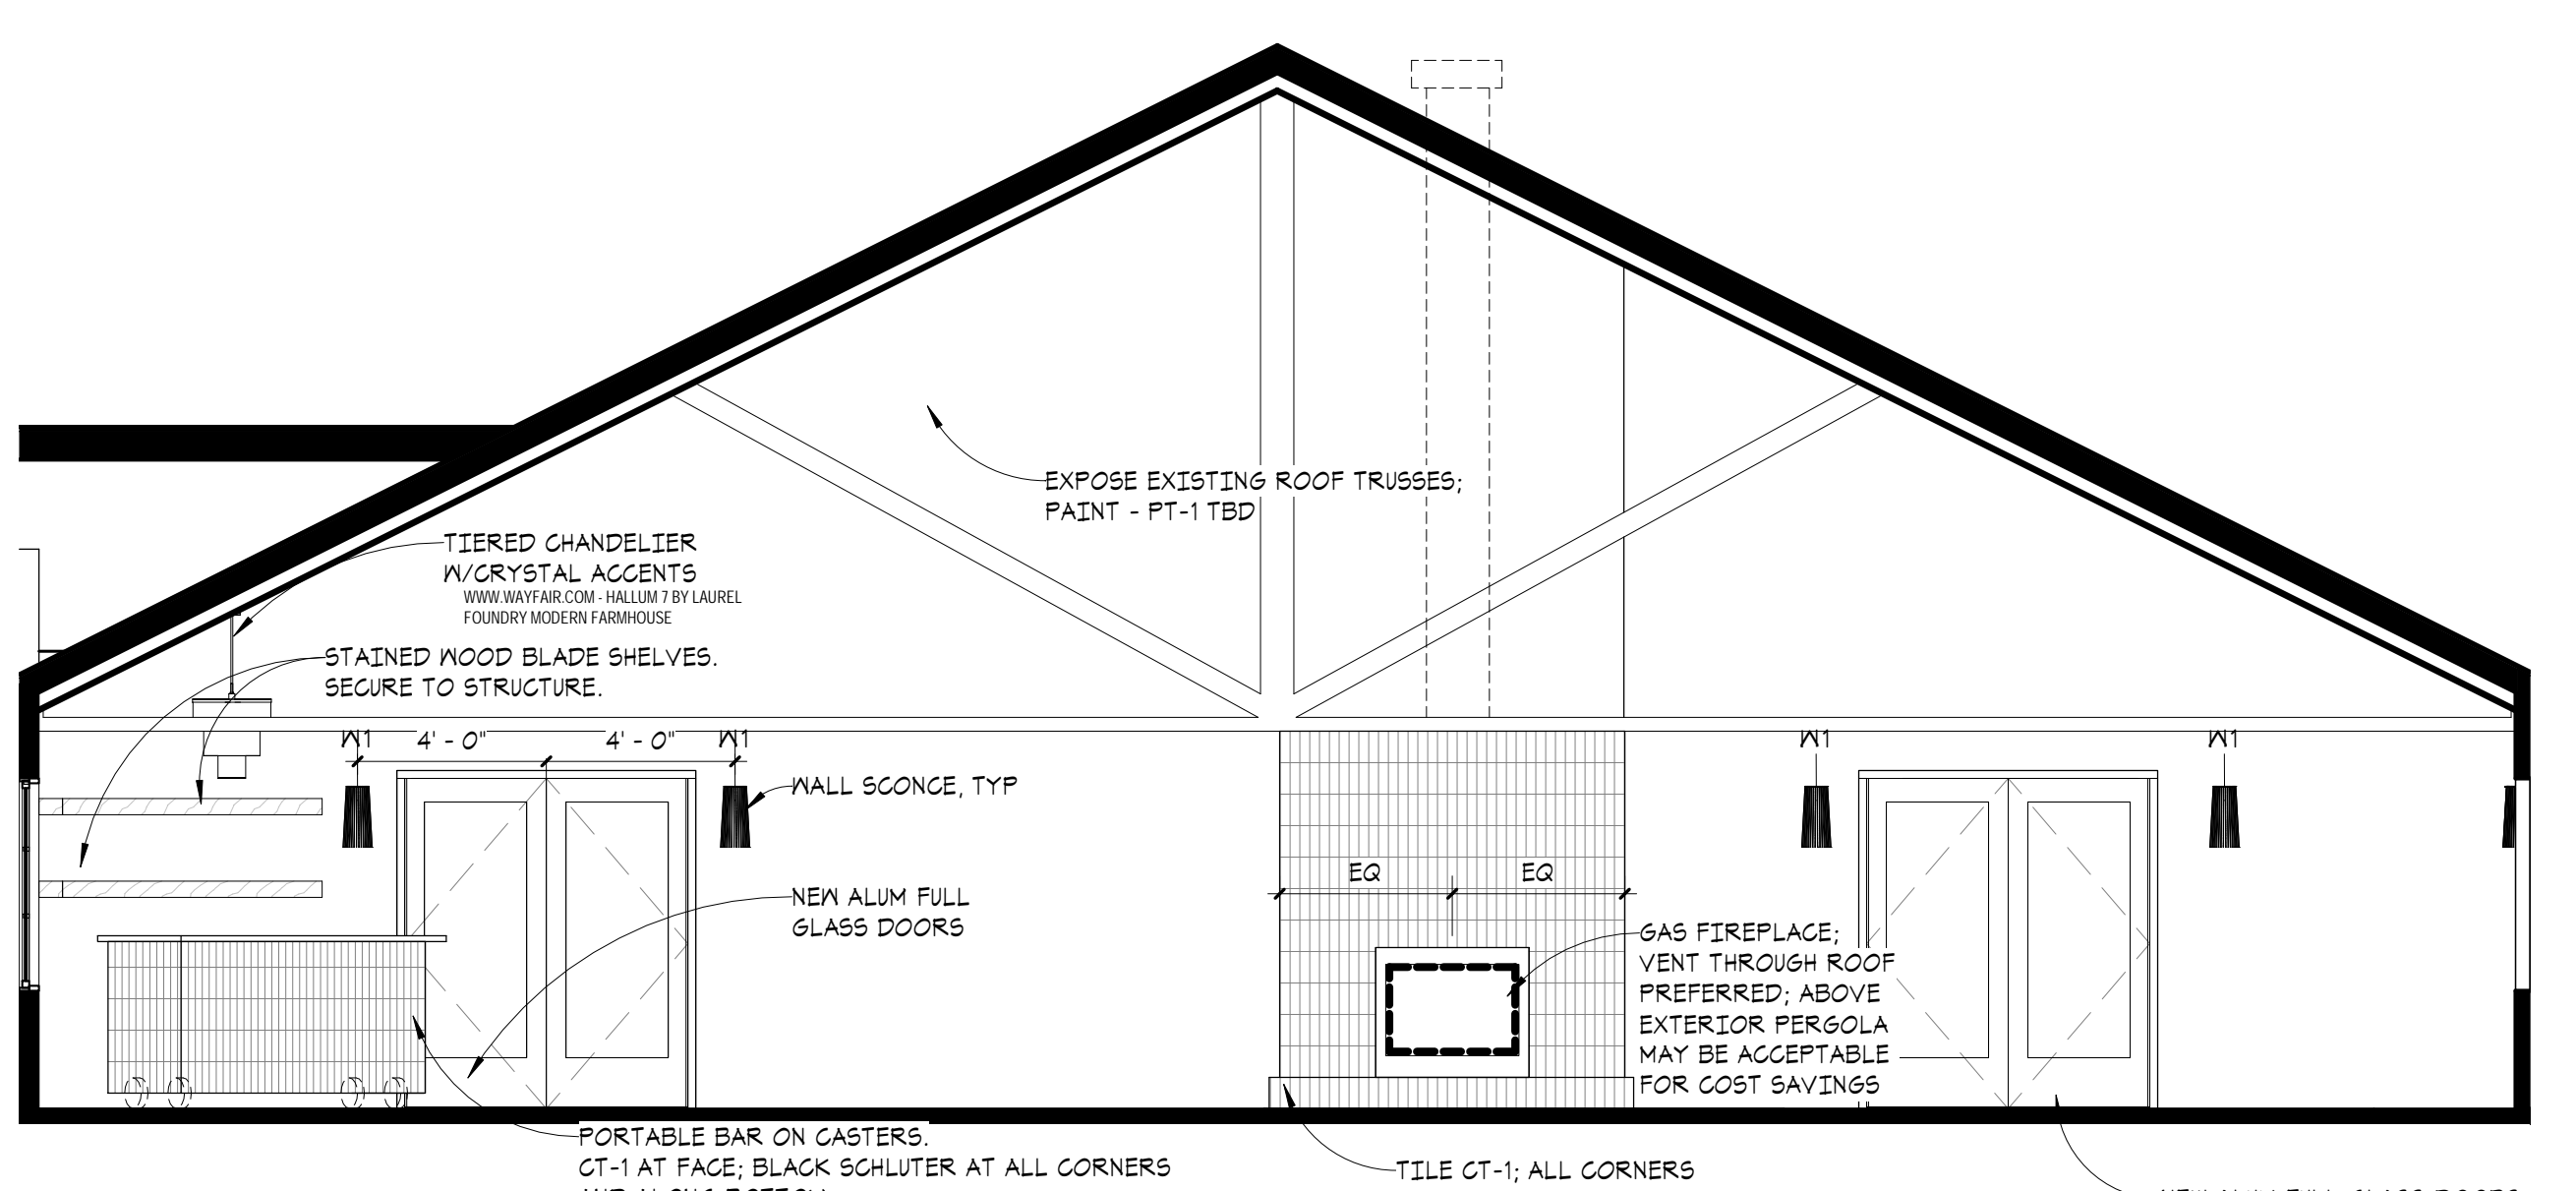 EXPOSE EXISTING ROOF TRUSSES;
PAINT - PT-1 TBD
TIERED CHANDELIER
W/CRYSTAL ACCENTS
WWW.WAYFAIR.COM - HALLUM 7 BY LAUREL
FOUNDRY MODERN FARMHOUSE
STAINED WOOD BLADE SHELVES.
SECURE TO STRUCTURE.
W1
4' - 0"
4' - 0"
W1
W1
W1
WALL SCONCE, TYP
EQ
EQ
NEW ALUM FULL
GLASS DOORS
GAS FIREPLACE;
VENT THROUGH ROOF
PREFERRED; ABOVE
EXTERIOR PERGOLA
MAY BE ACCEPTABLE
FOR COST SAVINGS
PORTABLE BAR ON CASTERS.
CT-1 AT FACE; BLACK SCHLUTER AT ALL CORNERS
TILE CT-1; ALL CORNERS